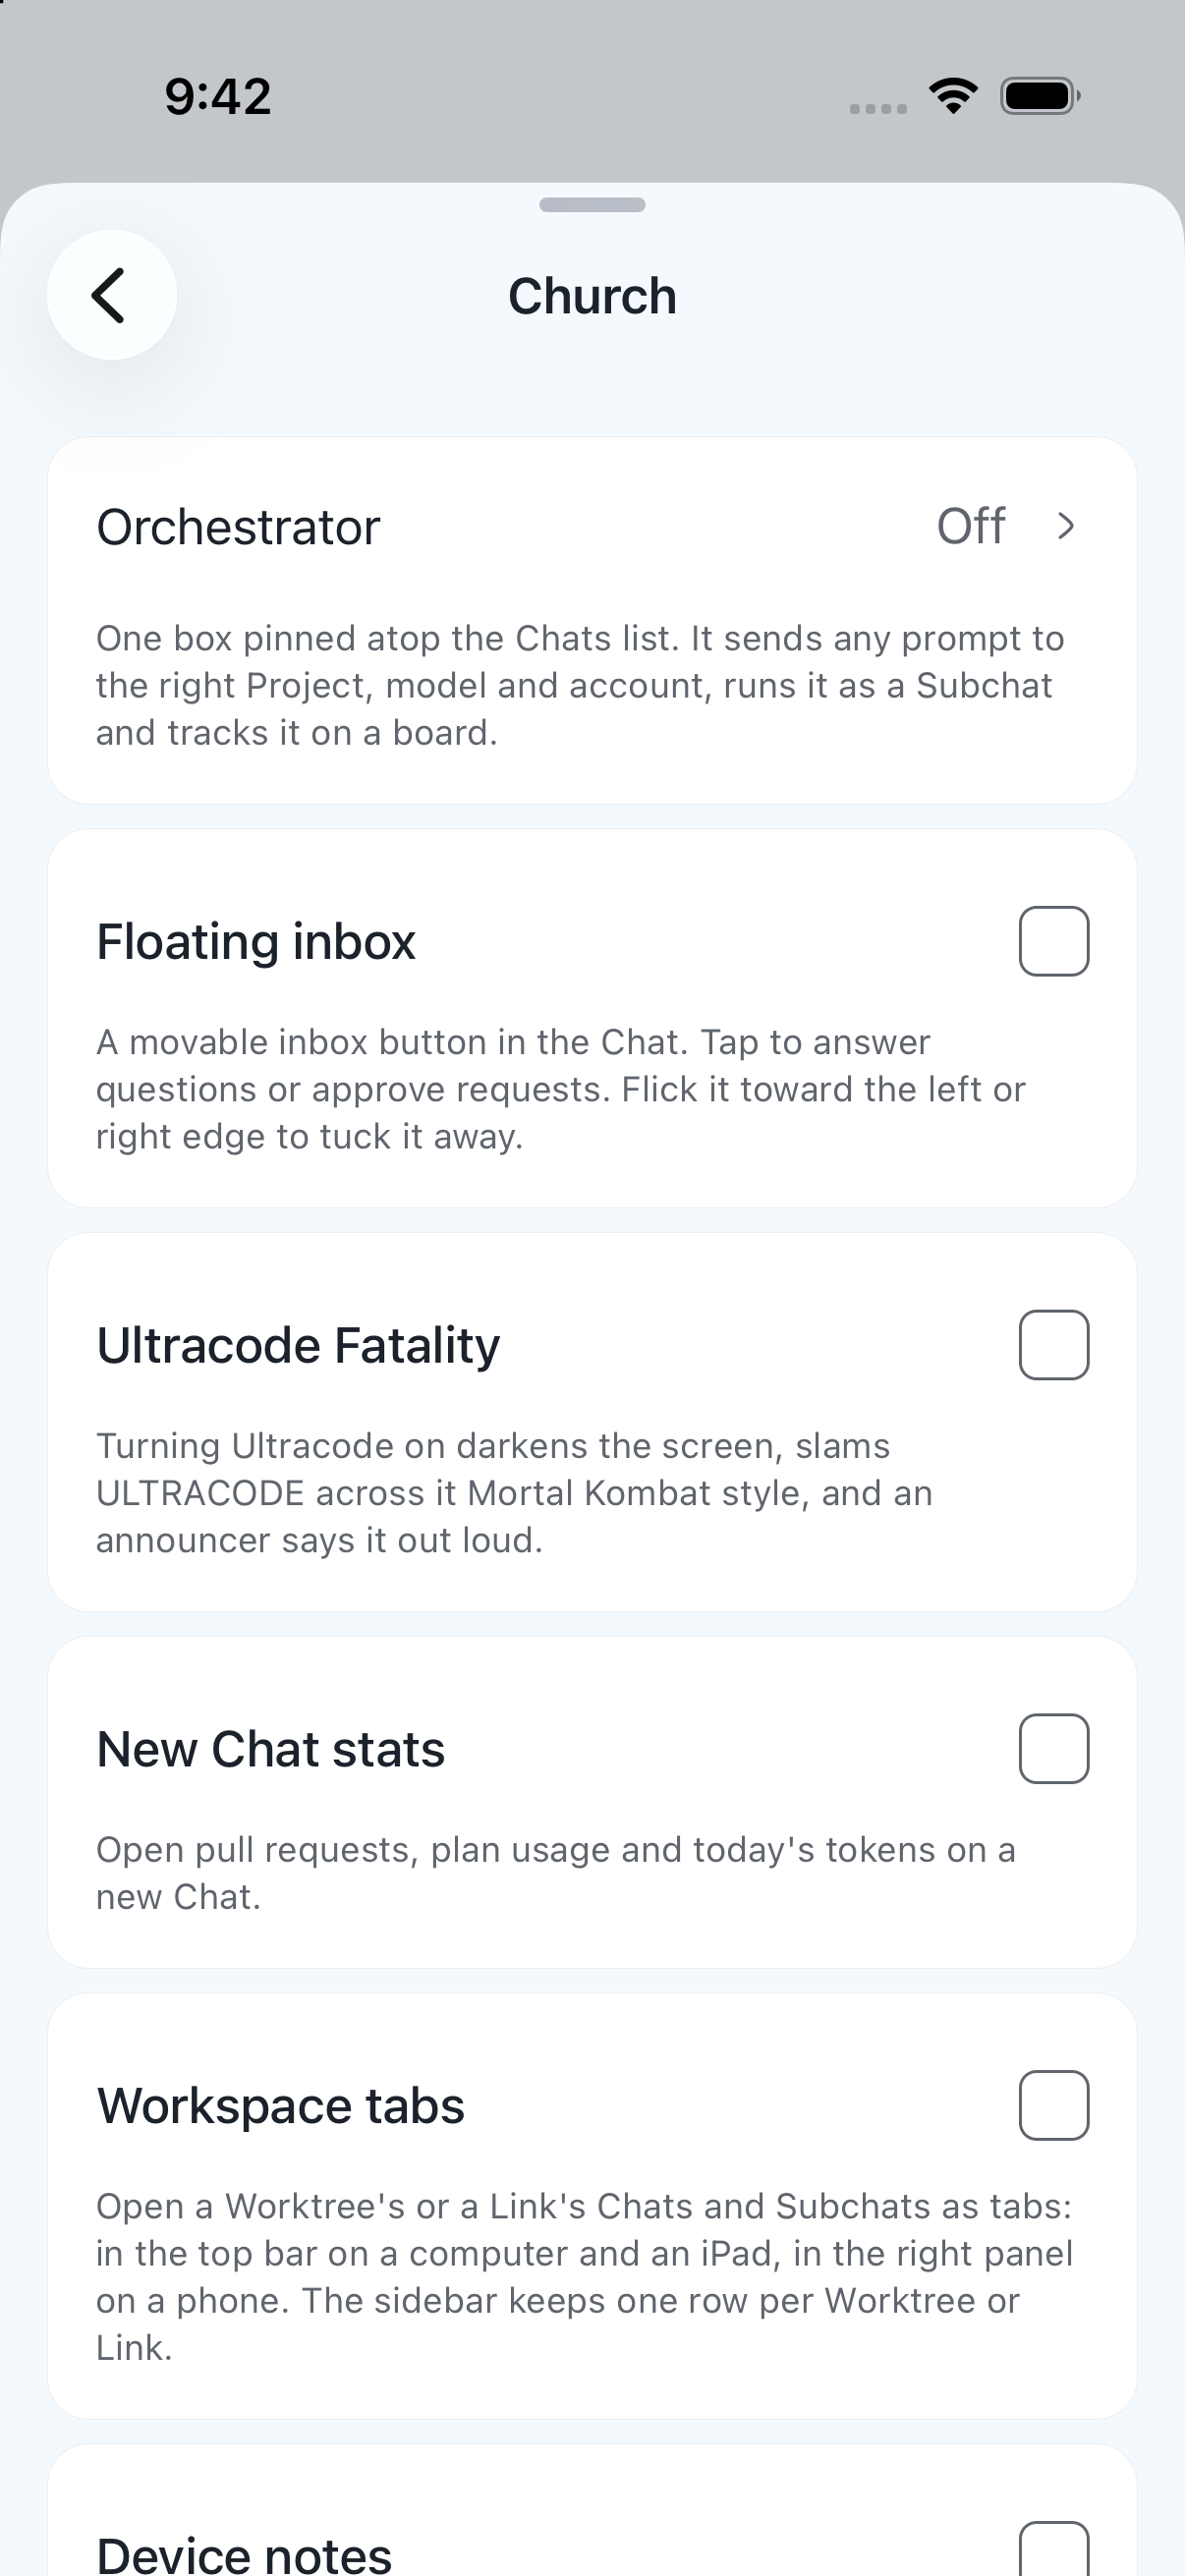 9:42
Church
Orchestrator
Off
One box pinned atop the Chats list. It sends any prompt to
the right Project, model and account, runs it as a Subchat
and tracks it on a board.
Floating inbox
A movable inbox button in the Chat. Tap to answer
questions or approve requests. Flick it toward the left or
right edge to tuck it away.
Ultracode Fatality
Turning Ultracode on darkens the screen, slams
ULTRACODE across it Mortal Kombat style, and an
announcer says it out loud.
New Chat stats
Open pull requests, plan usage and today's tokens on a
new Chat.
Workspace tabs
Open a Worktree's or a Link's Chats and Subchats as tabs:
in the top bar on a computer and an iPad, in the right panel
on a phone. The sidebar keeps one row per Worktree or
Link.
Device notes